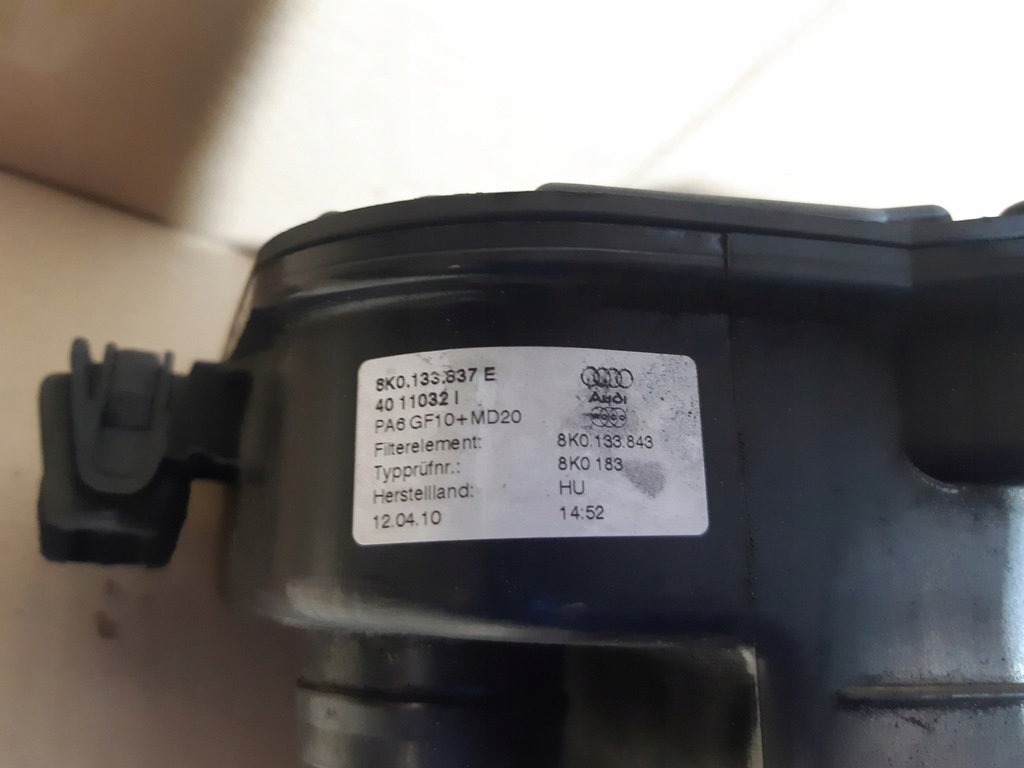 8K0.133.837 E
40 11032 I
Audi
PA6 GF10+MD20
Filterelement: 8K0.133.843
Typprüfnr.: 8K0 183
Herstellland: HU
12.04.10 14:52